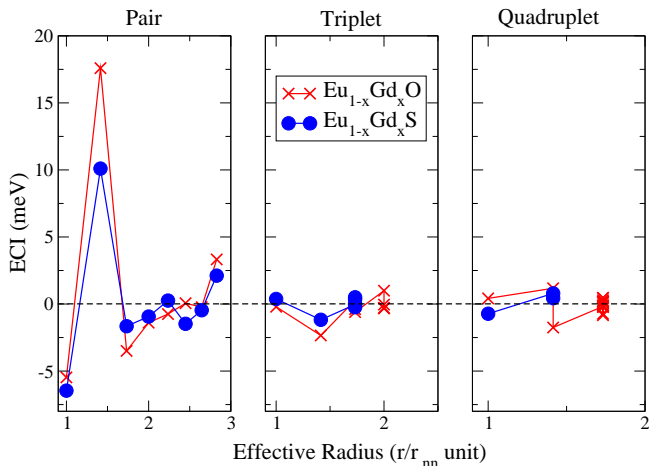 Pair Triplet Quadruplet
20
15
10
5
0
-5
ECI (meV)
Eu1-xGdxO
Eu1-xGdxS
1 2 3 1 2 1 2
Effective Radius (r/rnn unit)